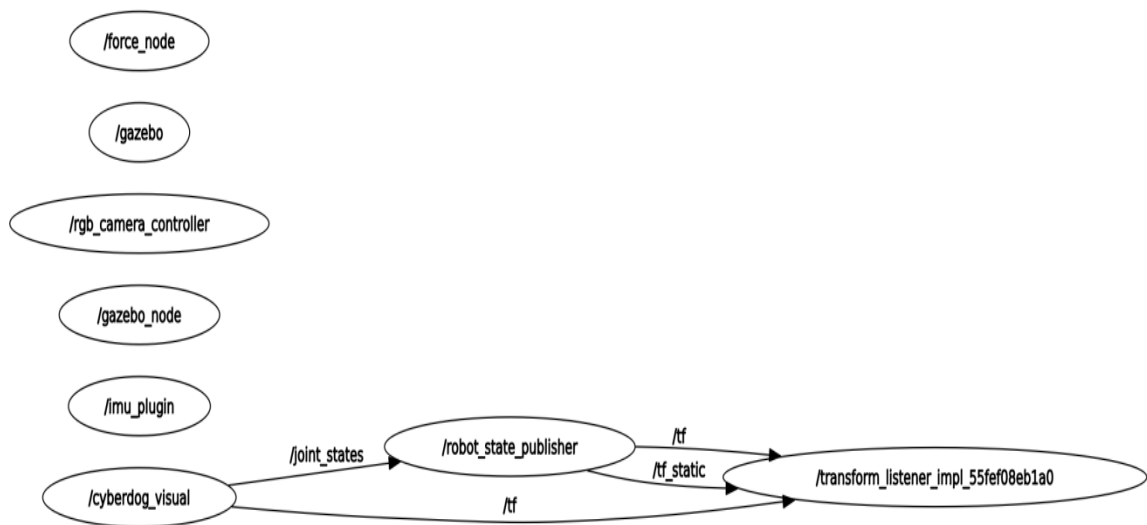 /force_node
/gazebo
/rgb_camera_controller
/gazebo_node
/imu_plugin
/cyberdog_visual
/joint_states
/robot_state_publisher
/tf
/tf_static
/tf
/transform_listener_impl_55fef08eb1a0